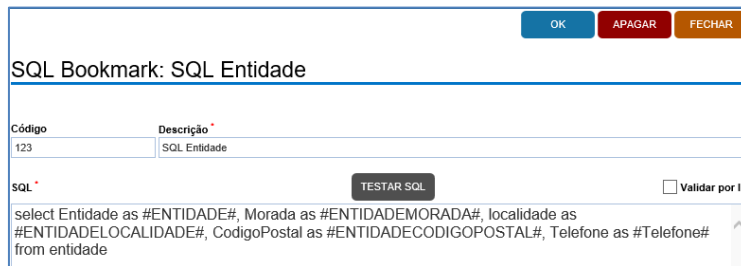 OK APAGAR FECHAR
SQL Bookmark: SQL Entidade
Código Descrição *
123 SQL Entidade
SQL * TESTAR SQL Validar por I
select Entidade as #ENTIDADE#, Morada as #ENTIDADEMORADA#, localidade as
#ENTIDADELOCALIDADE#, CodigoPostal as #ENTIDADECODIGOPOSTAL#, Telefone as #Telefone#
from entidade